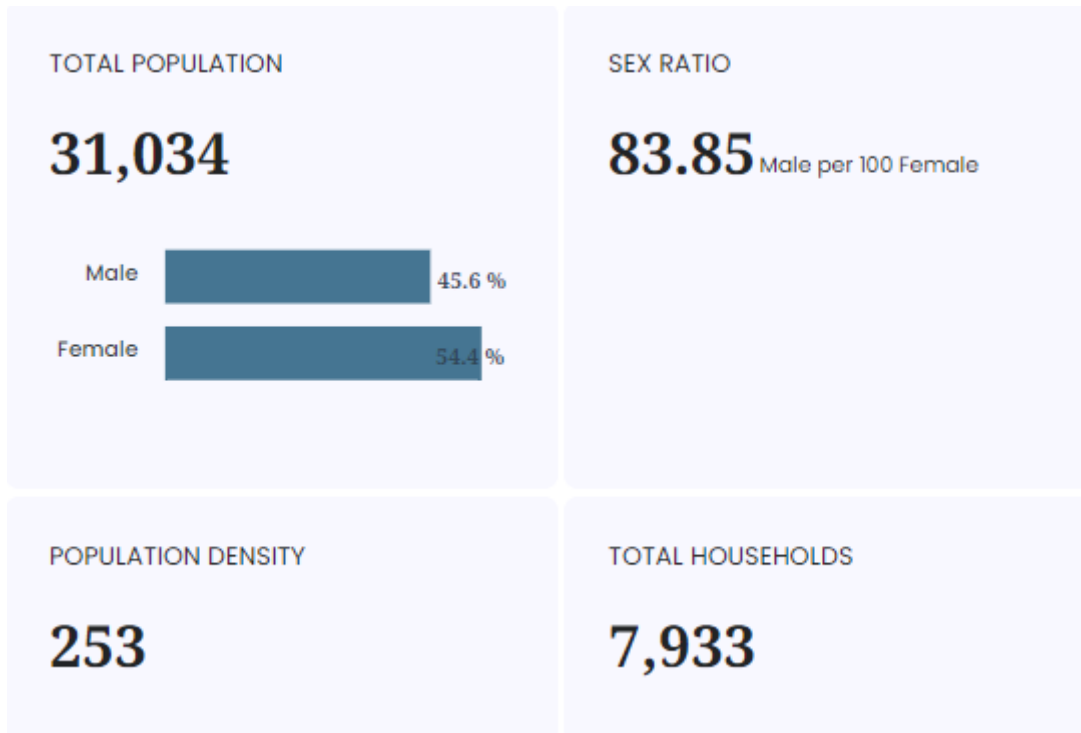 TOTAL POPULATION
31,034
Male 45.6 %
Female 54.4 %
SEX RATIO
83.85 Male per 100 Female
POPULATION DENSITY
253
TOTAL HOUSEHOLDS
7,933